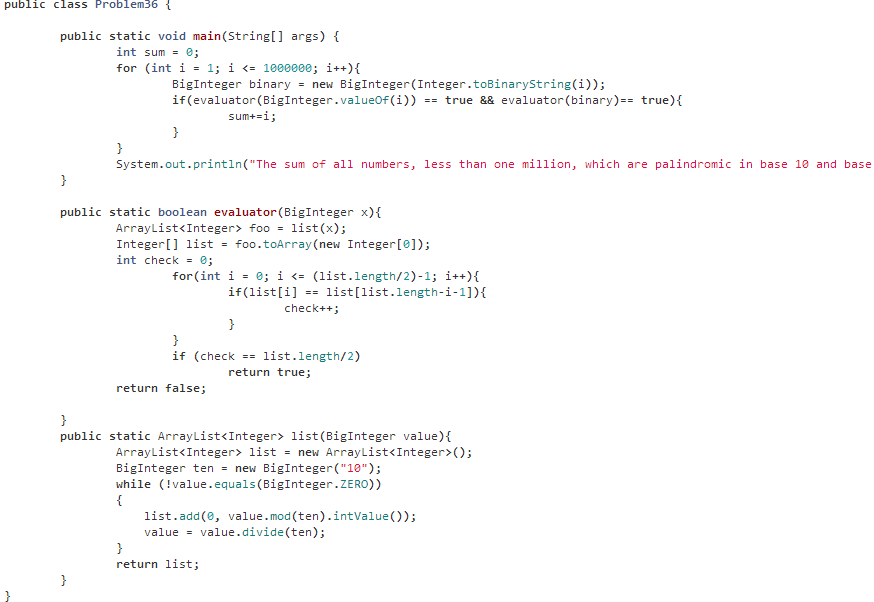 public class Problem36 {
public static void main(String[] args) {
int sum = 0;
for (int i = 1; i <= 1000000; i++){
BigInteger binary = new BigInteger(Integer.toBinaryString(i));
if(evaluator(BigInteger.valueOf(i)) == true && evaluator(binary)== true){
sum+=i;
}
}
System.out.println("The sum of all numbers, less than one million, which are palindromic in base 10 and base
}
public static boolean evaluator(BigInteger x){
ArrayList<Integer> foo = list(x);
Integer[] list = foo.toArray(new Integer[0]);
int check = 0;
for(int i = 0; i <= (list.length/2)-1; i++){
if(list[i] == list[list.length-i-1]){
check++;
}
}
if (check == list.length/2)
return true;
return false;
}
public static ArrayList<Integer> list(BigInteger value){
ArrayList<Integer> list = new ArrayList<Integer>();
BigInteger ten = new BigInteger("10");
while (!value.equals(BigInteger.ZERO))
{
list.add(0, value.mod(ten).intValue());
value = value.divide(ten);
}
return list;
}
}